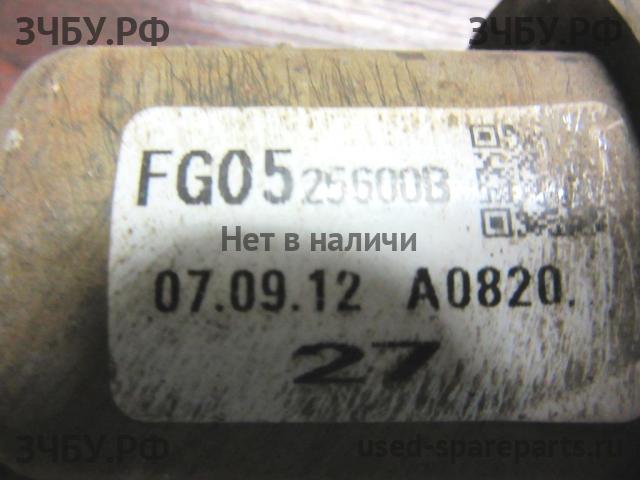 ЗЧБУ.РФ ЗЧБУ.РФ
FG05 25600B
Нет в наличи
07.09.12 A0820.
27
ЗЧБУ.РФ used-spareparts.ru